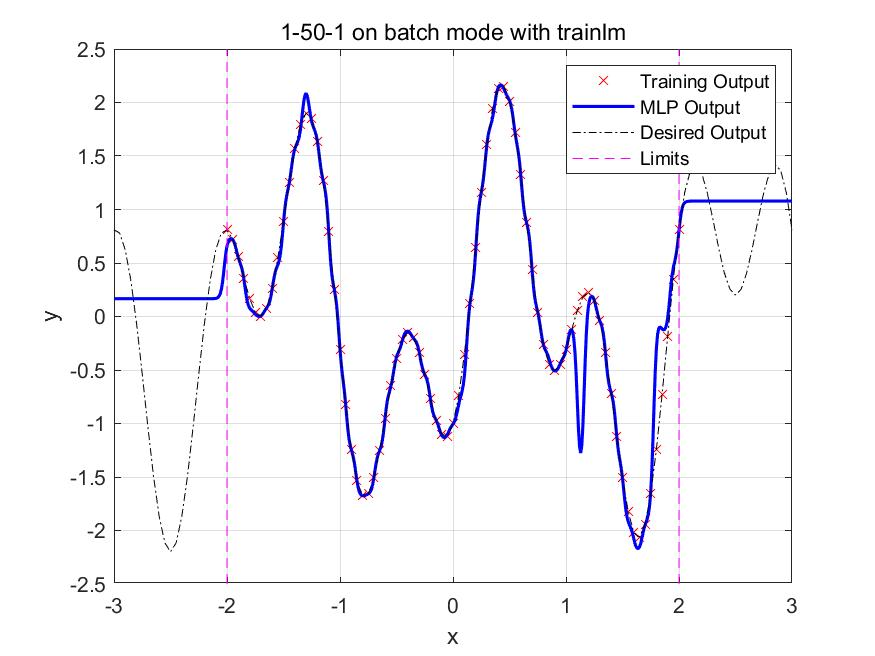 1-50-1 on batch mode with trainlm
2.5
2
1.5
1
0.5
0
-0.5
-1
-1.5
-2
-2.5
y
Training Output
MLP Output
Desired Output
Limits
-3 -2 -1 0 1 2 3
x